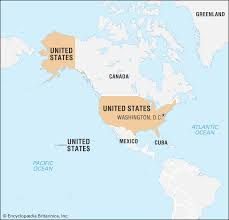 GREENLAND
UNITED
STATES
CANADA
UNITED STATES
WASHINGTON, D.C.
ATLANTIC
OCEAN
UNITED
STATES
MEXICO
CUBA
PACIFIC
OCEAN
© Encyclopædia Britannica, Inc.